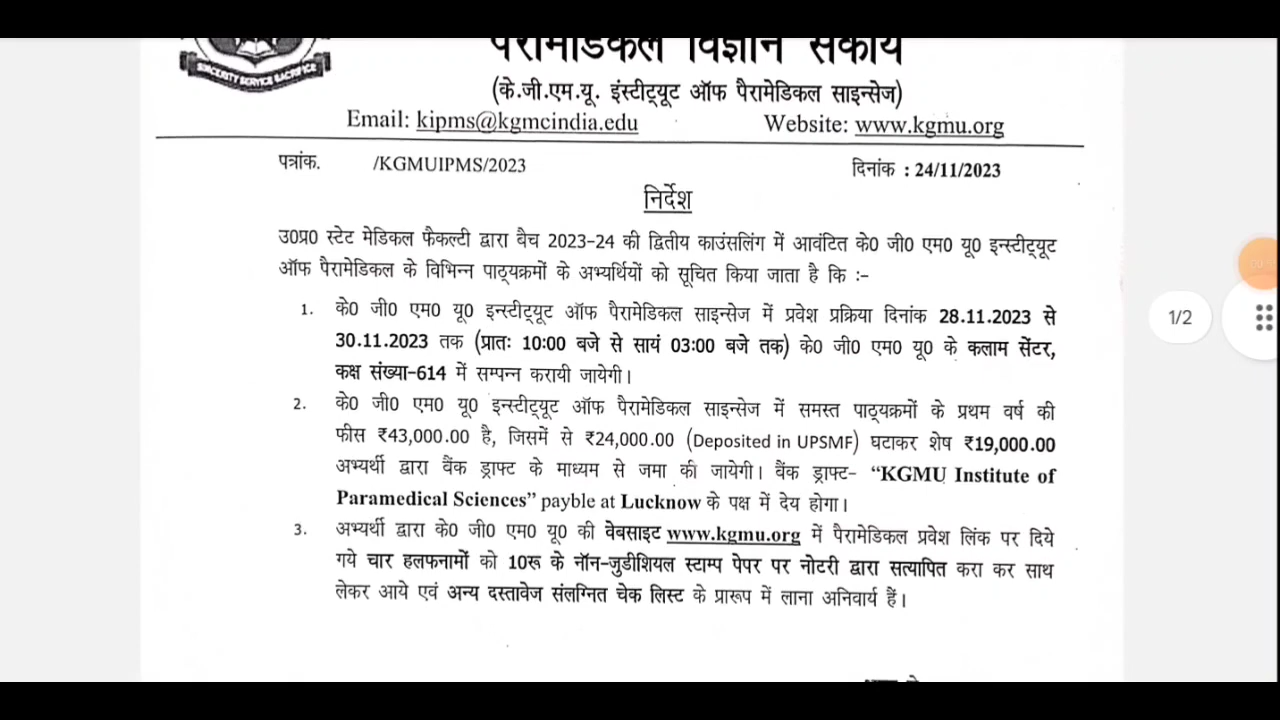 SINCERITY SERVICE SACRIFICE
पैरामेडिकल विज्ञान संकाय
(के.जी.एम.यू. इंस्टीट्यूट ऑफ पैरामेडिकल साइन्सेज)
Email: kipms@kgmcindia.edu Website: www.kgmu.org
पत्रांक. /KGMUIPMS/2023 दिनांक : 24/11/2023
निर्देश
उ0प्र0 स्टेट मेडिकल फैकल्टी द्वारा बैच 2023-24 की द्वितीय काउंसलिंग में आवंटित के0 जी0 एम0 यू0 इन्स्टीट्यूट
ऑफ पैरामेडिकल के विभिन्न पाठ्यक्रमों के अभ्यर्थियों को सूचित किया जाता है कि :-
1. के0 जी0 एम0 यू0 इन्स्टीट्यूट ऑफ पैरामेडिकल साइन्सेज में प्रवेश प्रक्रिया दिनांक 28.11.2023 से
30.11.2023 तक (प्रातः 10:00 बजे से सायं 03:00 बजे तक) के0 जी0 एम0 यू0 के कलाम सेंटर,
कक्ष संख्या-614 में सम्पन्न करायी जायेगी।
2. के0 जी0 एम0 यू0 इन्स्टीट्यूट ऑफ पैरामेडिकल साइन्सेज में समस्त पाठ्यक्रमों के प्रथम वर्ष की
फीस ₹43,000.00 है, जिसमें से ₹24,000.00 (Deposited in UPSMF) घटाकर शेष ₹19,000.00
अभ्यर्थी द्वारा बैंक ड्राफ्ट के माध्यम से जमा की जायेगी। बैंक ड्राफ्ट- “KGMU Institute of
Paramedical Sciences” payble at Lucknow के पक्ष में देय होगा।
3. अभ्यर्थी द्वारा के0 जी0 एम0 यू0 की वेबसाइट www.kgmu.org में पैरामेडिकल प्रवेश लिंक पर दिये
गये चार हलफनामों को 10रू के नॉन-जुडीशियल स्टाम्प पेपर पर नोटरी द्वारा सत्यापित करा कर साथ
लेकर आये एवं अन्य दस्तावेज संलग्नित चेक लिस्ट के प्रारूप में लाना अनिवार्य हैं।
1/2